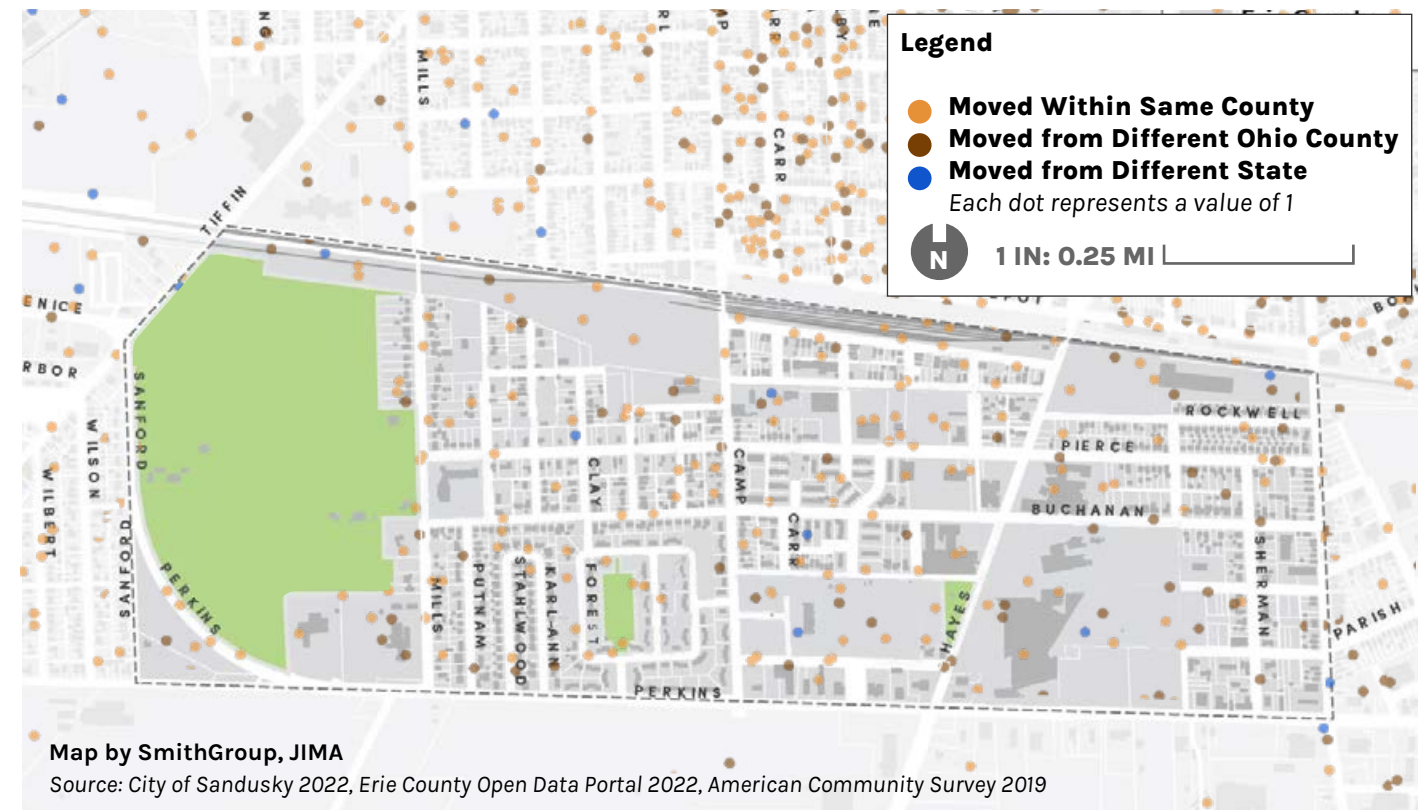 NG
MILLS
RL
CARR
Legend
Moved Within Same County
Moved from Different Ohio County
Moved from Different State
Each dot represents a value of 1
N
1 IN: 0.25 MI
TIFFIN
ENICE
RBOR
SANFORD
WILSON
WILBERT
ROCKWELL
PIERCE
CLAY
CAMP
BUCHANAN
CARR
SANFORD
PERKINS
MILLS
PUTNAM
STAHLWOOD
KARL-ANN
FOREST
HAYES
SHERMAN
PARISH
PERKINS
Map by SmithGroup, JIMA
Source: City of Sandusky 2022, Erie County Open Data Portal 2022, American Community Survey 2019